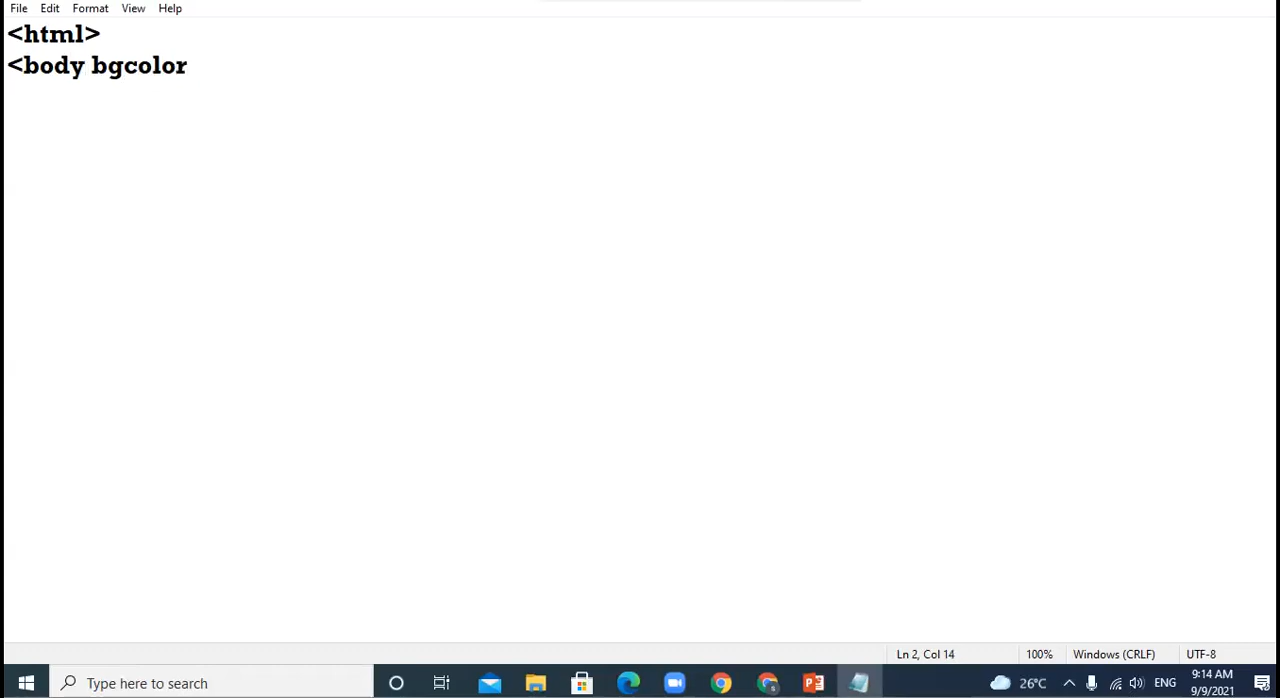 File Edit Format View Help
<html>
<body bgcolor
Ln 2, Col 14 100% Windows (CRLF) UTF-8
Type here to search 26°C ENG 9:14 AM
9/9/2021